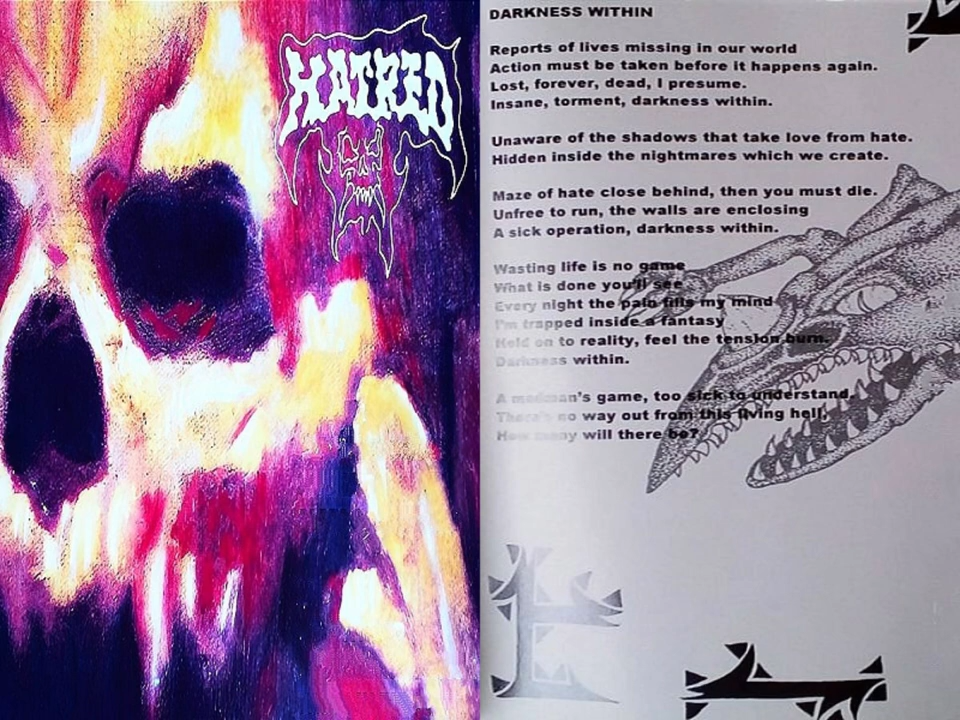 HATRED
DARKNESS WITHIN
Reports of lives missing in our world
Action must be taken before it happens again.
Lost, forever, dead, I presume.
Insane, torment, darkness within.
Unaware of the shadows that take love from hate.
Hidden inside the nightmares which we create.
Maze of hate close behind, then you must die.
Unfree to run, the walls are enclosing
A sick operation, darkness within.
Wasting life is no game
What is done you'll see
Every night the pain fills my mind
I'm trapped inside a fantasy
Held on to reality, feel the tension burn.
Darkness within.
A madman's game, too sick to understand.
There's no way out from this living hell,
How many will there be?